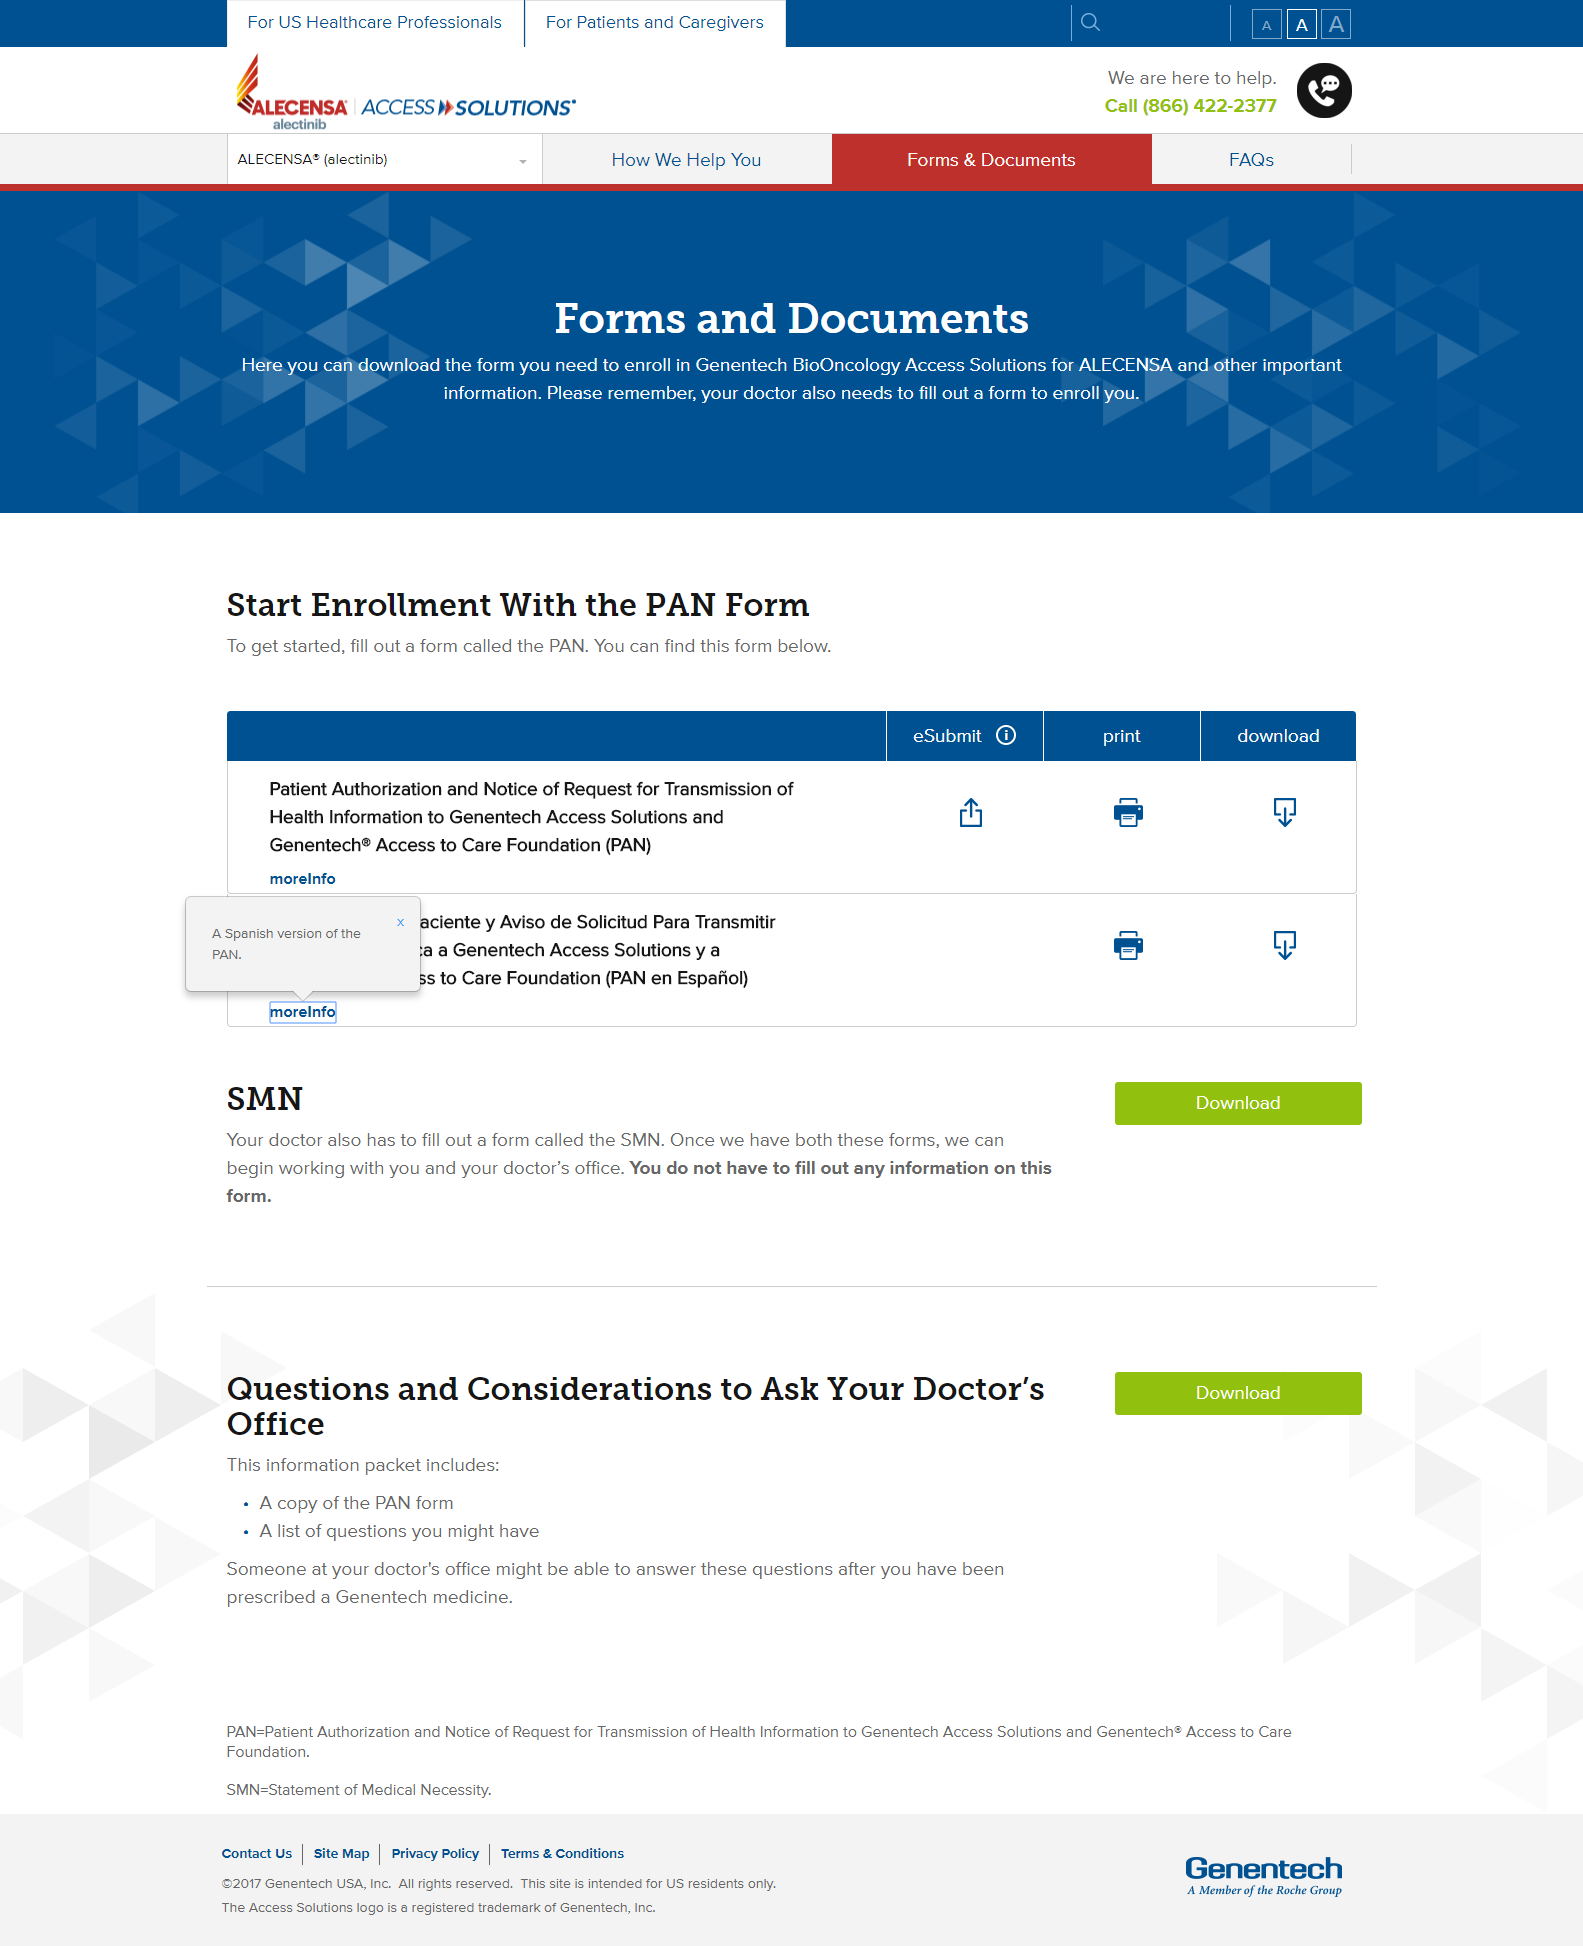 For US Healthcare Professionals
For Patients and Caregivers
A A A
ALECENSA®
alectinib
ACCESS SOLUTIONS®
We are here to help.
Call (866) 422-2377
ALECENSA® (alectinib)
How We Help You
Forms & Documents
FAQs
Forms and Documents
Here you can download the form you need to enroll in Genentech BioOncology Access Solutions for ALECENSA and other important
information. Please remember, your doctor also needs to fill out a form to enroll you.
Start Enrollment With the PAN Form
To get started, fill out a form called the PAN. You can find this form below.
eSubmit
print
download
Patient Authorization and Notice of Request for Transmission of
Health Information to Genentech Access Solutions and
Genentech® Access to Care Foundation (PAN)
moreInfo
A Spanish version of the
PAN.
x
aciente y Aviso de Solicitud Para Transmitir
ca a Genentech Access Solutions y a
ss to Care Foundation (PAN en Español)
moreInfo
SMN
Download
Your doctor also has to fill out a form called the SMN. Once we have both these forms, we can
begin working with you and your doctor’s office. You do not have to fill out any information on this
form.
Questions and Considerations to Ask Your Doctor’s
Office
Download
This information packet includes:
• A copy of the PAN form
• A list of questions you might have
Someone at your doctor's office might be able to answer these questions after you have been
prescribed a Genentech medicine.
PAN=Patient Authorization and Notice of Request for Transmission of Health Information to Genentech Access Solutions and Genentech® Access to Care
Foundation.
SMN=Statement of Medical Necessity.
Contact Us
Site Map
Privacy Policy
Terms & Conditions
©2017 Genentech USA, Inc. All rights reserved. This site is intended for US residents only.
The Access Solutions logo is a registered trademark of Genentech, Inc.
Genentech
A Member of the Roche Group